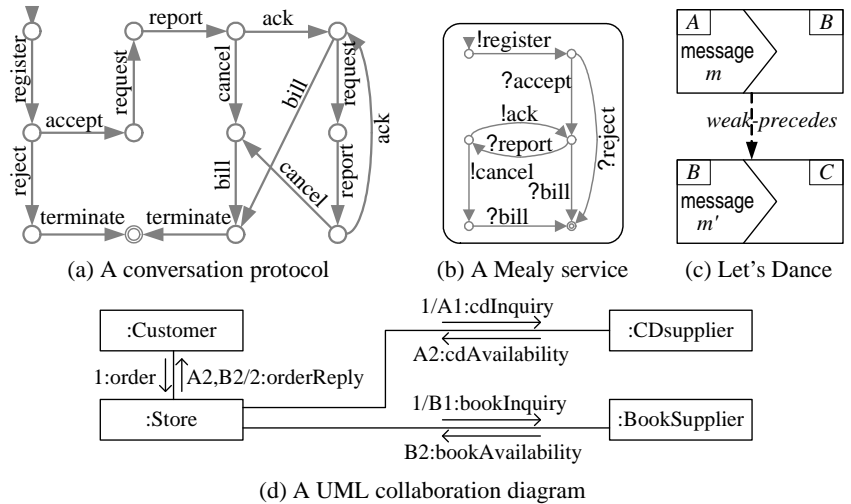 register
accept
reject
terminate
request
report
cancel
bill
terminate
ack
bill
request
report
cancel
ack
(a) A conversation protocol
!register
?accept
!ack
?report
!cancel
?bill
?bill
?reject
(b) A Mealy service
A
B
message
m
weak-precedes
B
C
message
m'
(c) Let's Dance
:Customer
1:order
A2,B2/2:orderReply
:Store
1/A1:cdInquiry
A2:cdAvailability
:CDsupplier
1/B1:bookInquiry
B2:bookAvailability
:BookSupplier
(d) A UML collaboration diagram